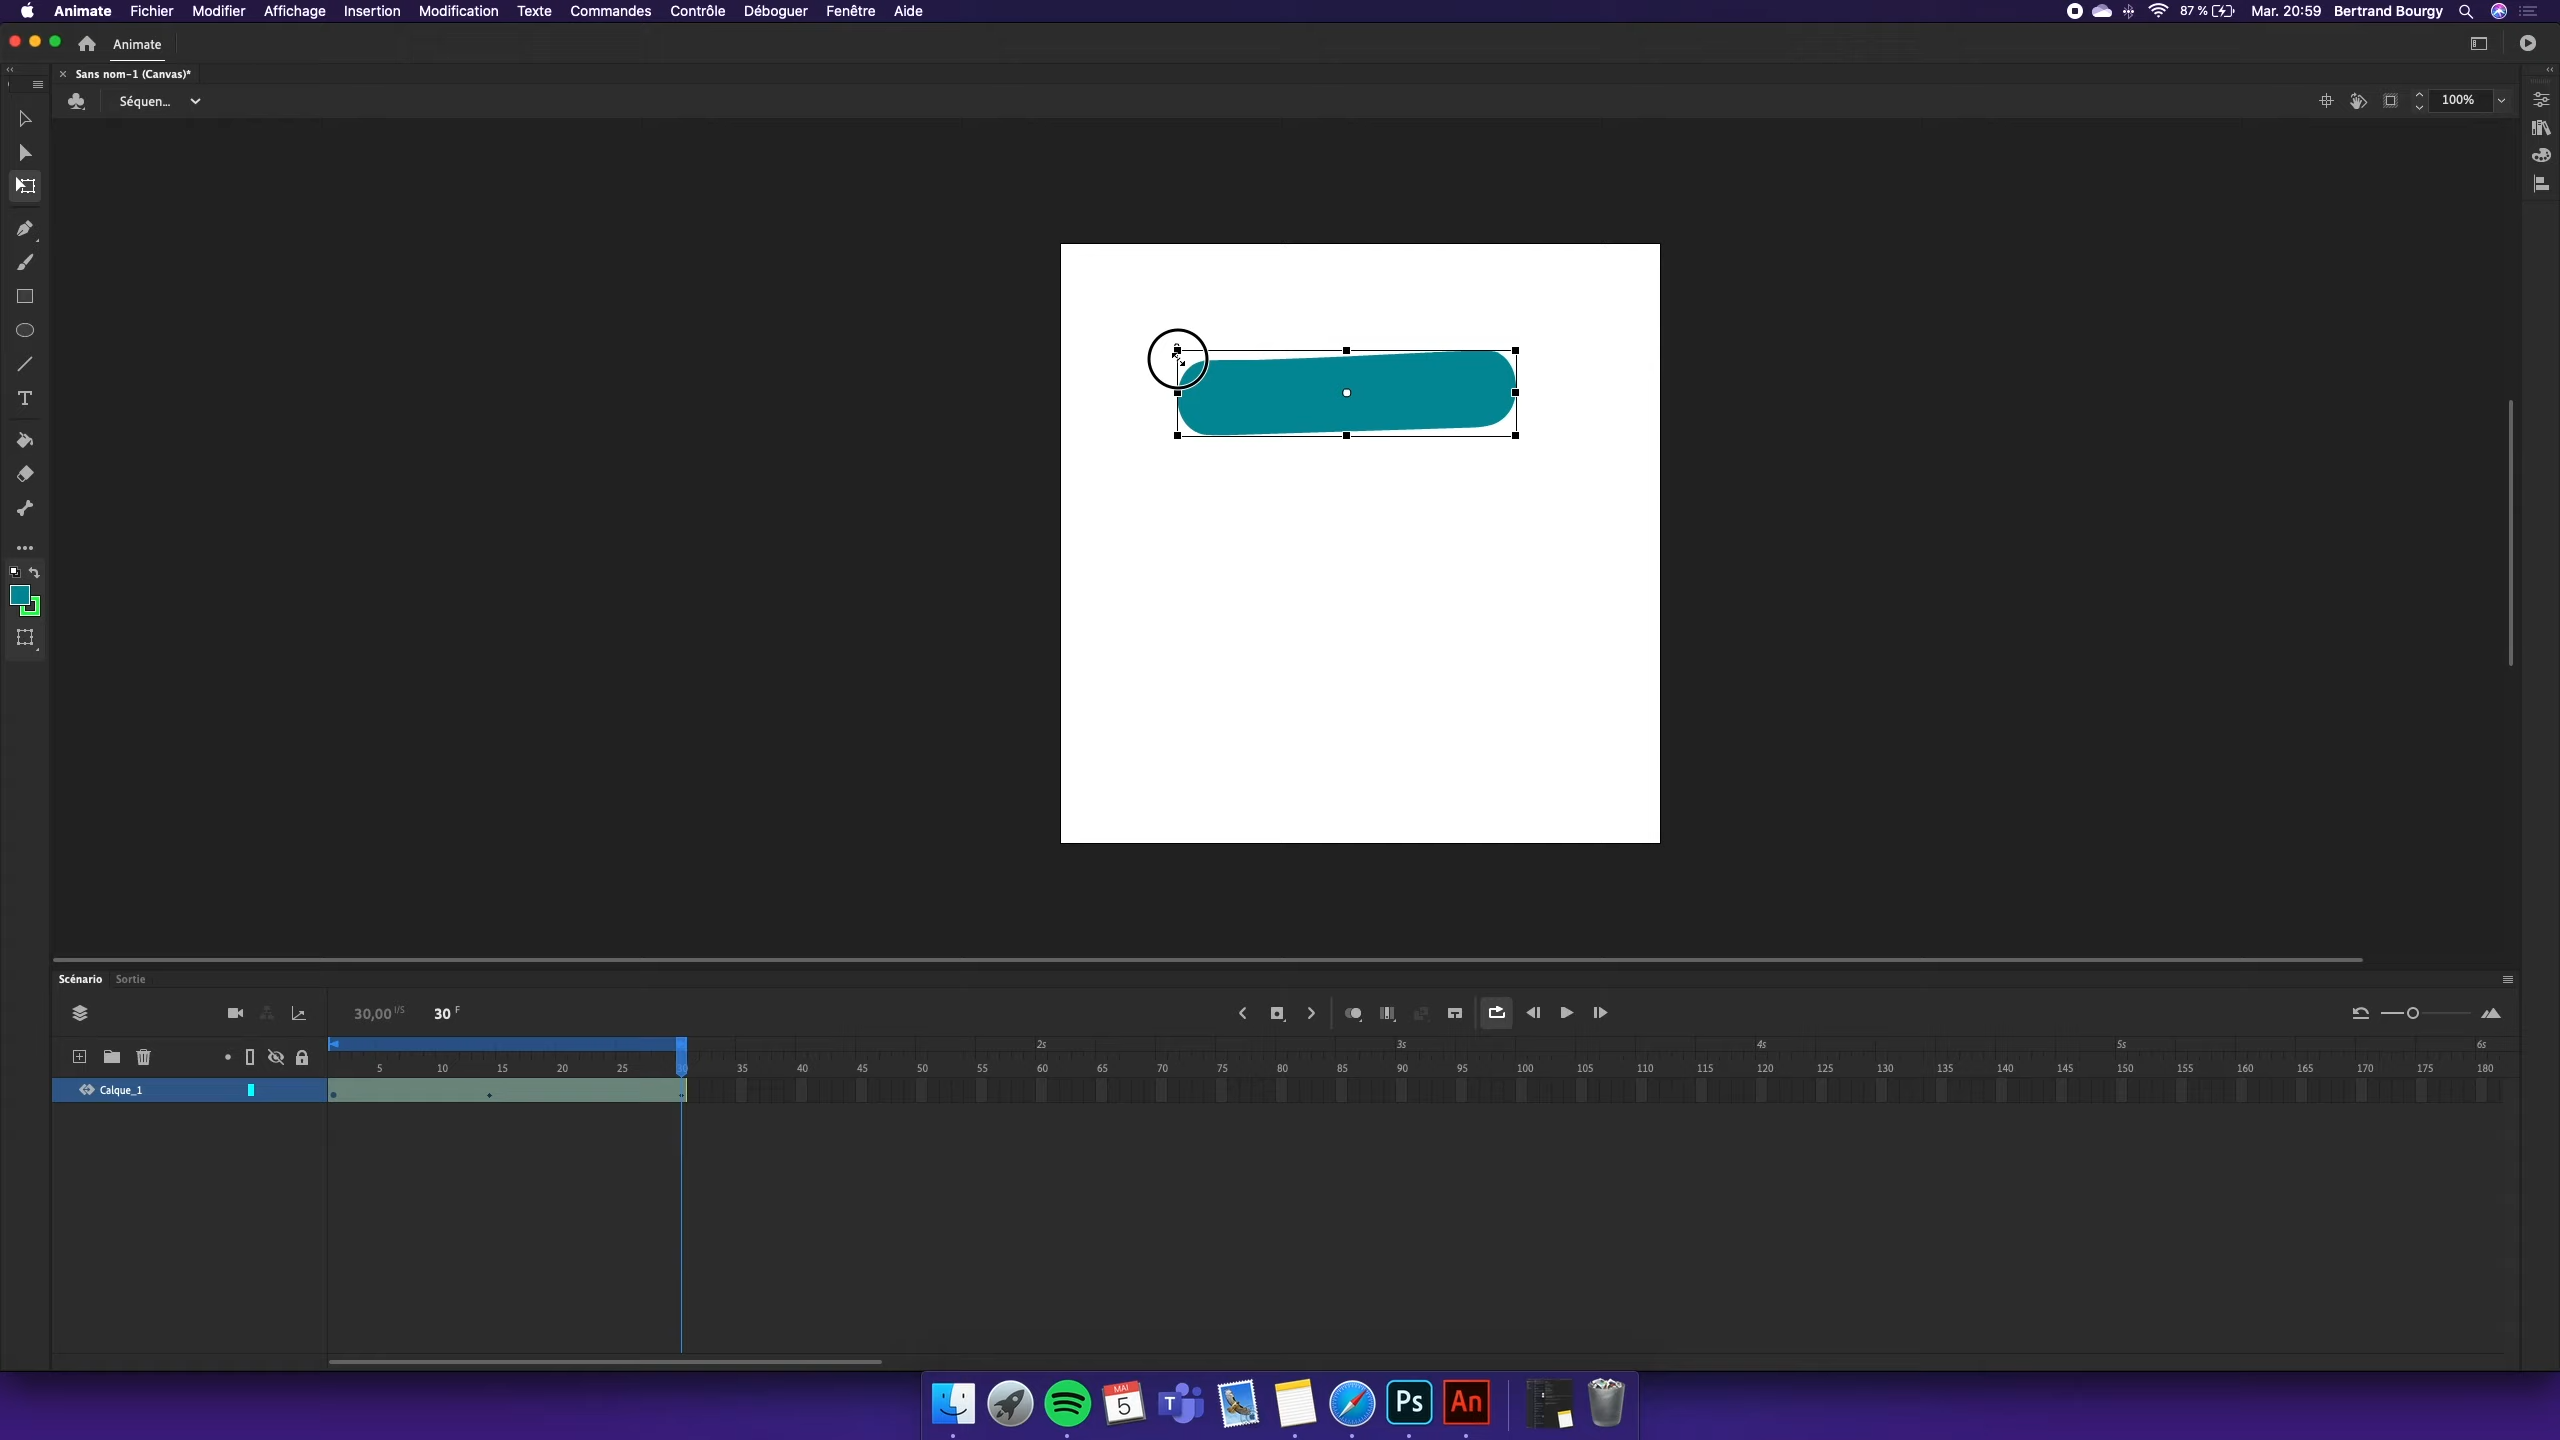 Animate Fichier Modifier Affichage Insertion Modification Texte Commandes Contrôle Déboguer Fenêtre Aide 87 % Mar. 20:59 Bertrand Bourgy
Animate
Sans nom-1 (Canvas)*
Séquen... 100%
T
Scénario Sortie
30,00 I/S 30 F
2s 3s 4s 5s 6s
5 10 15 20 25 30 35 40 45 50 55 60 65 70 75 80 85 90 95 100 105 110 115 120 125 130 135 140 145 150 155 160 165 170 175 180
Calque_1
MAI
5
T
Ps
An